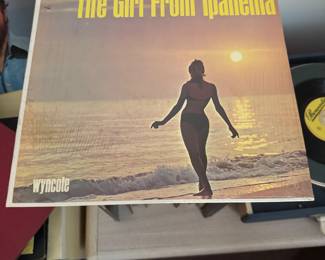 The Girl From Ipanema
wyncote